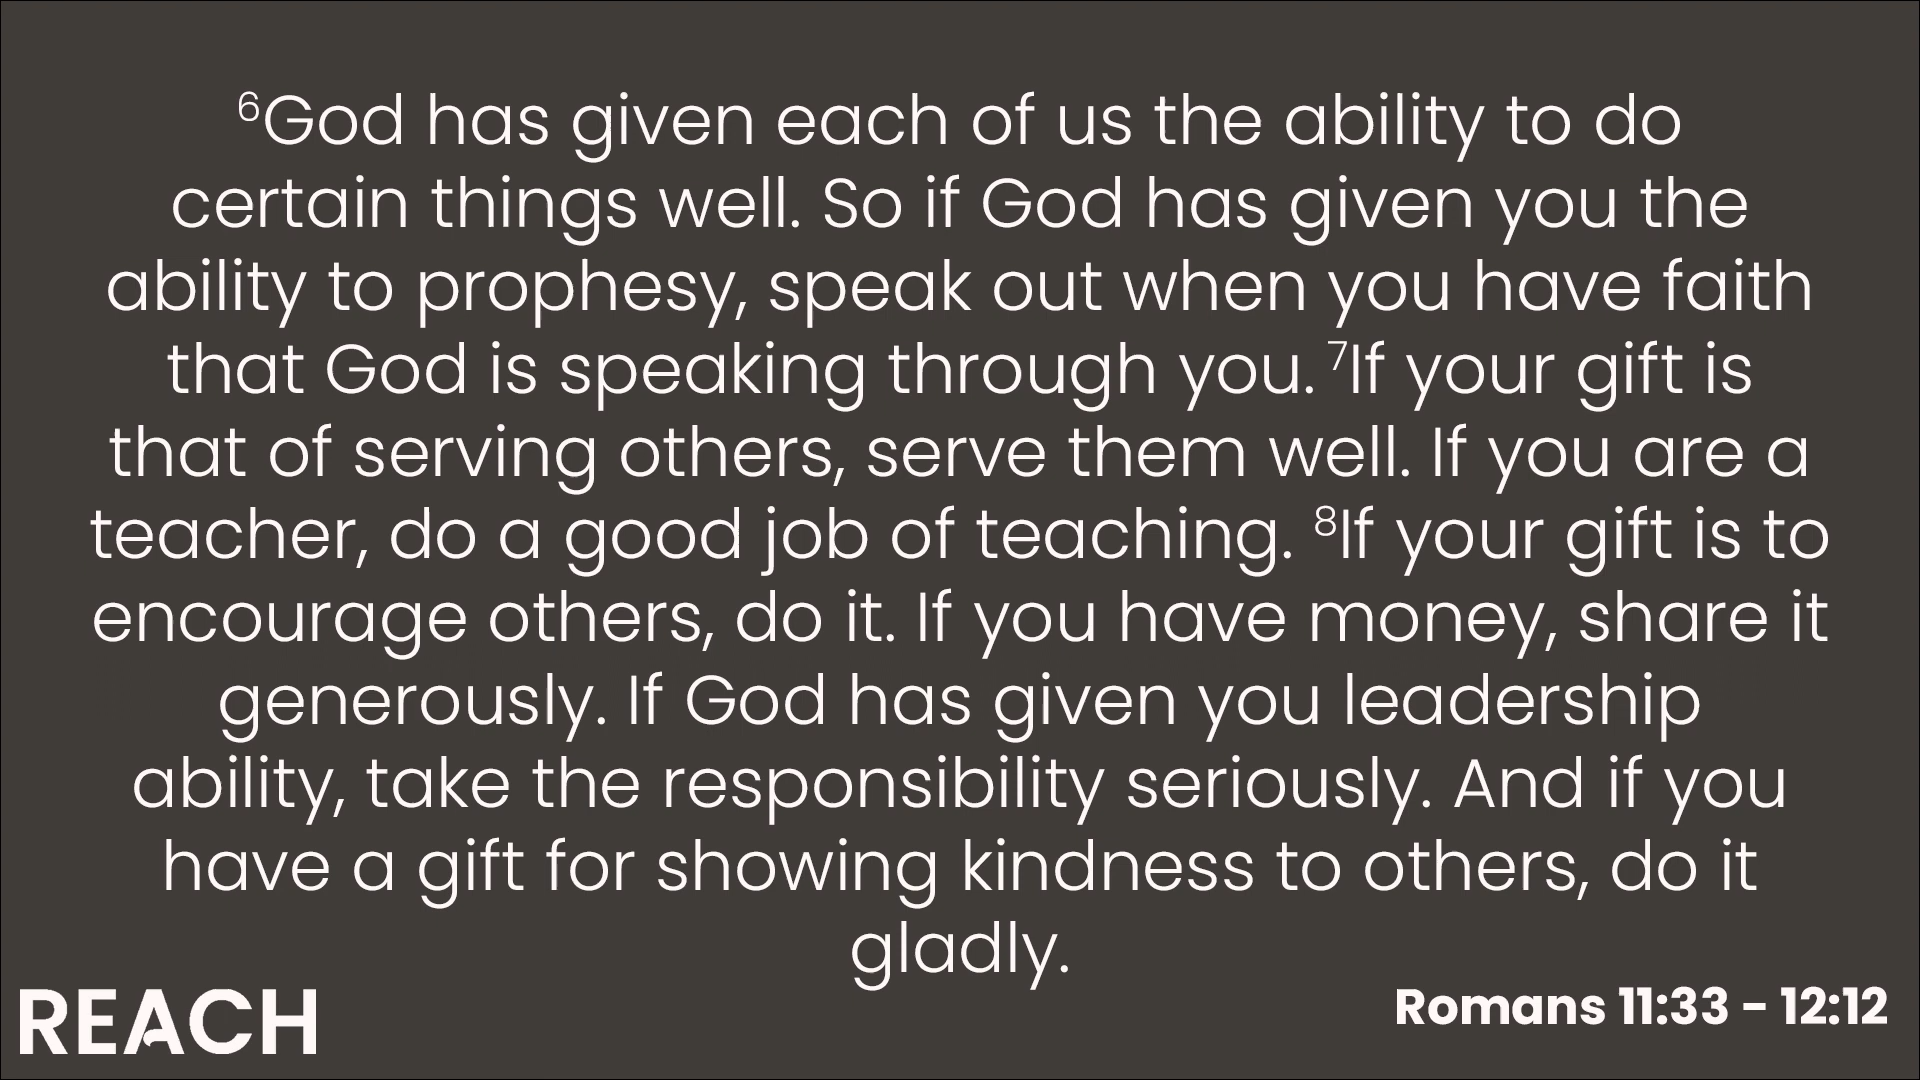 ⁶God has given each of us the ability to do
certain things well. So if God has given you the
ability to prophesy, speak out when you have faith
that God is speaking through you. ⁷If your gift is
that of serving others, serve them well. If you are a
teacher, do a good job of teaching. ⁸If your gift is to
encourage others, do it. If you have money, share it
generously. If God has given you leadership
ability, take the responsibility seriously. And if you
have a gift for showing kindness to others, do it
gladly.
REACH
Romans 11:33 - 12:12